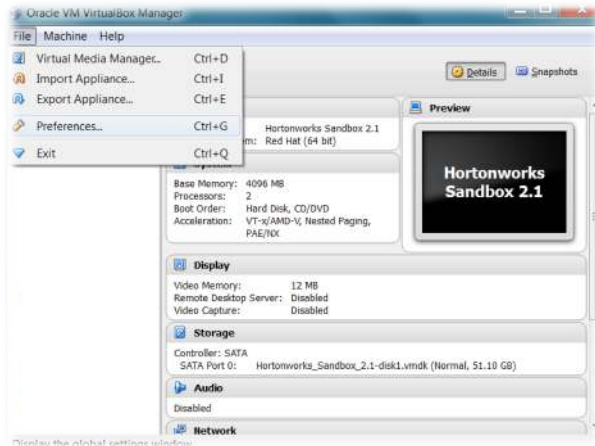 Oracle VM VirtualBox Manager
File Machine Help
Virtual Media Manager... Ctrl+D
Import Appliance... Ctrl+I
Export Appliance... Ctrl+E
Preferences... Ctrl+G
Exit Ctrl+Q
Details Snapshots
Hortonworks Sandbox 2.1
m: Red Hat (64 bit)
Base Memory: 4096 MB
Processors: 2
Boot Order: Hard Disk, CD/DVD
Acceleration: VT-x/AMD-V, Nested Paging,
PAE/NX
Preview
Hortonworks
Sandbox 2.1
Display
Video Memory: 12 MB
Remote Desktop Server: Disabled
Video Capture: Disabled
Storage
Controller: SATA
SATA Port 0: Hortonworks_Sandbox_2.1-disk1.vmdk (Normal, 51.10 GB)
Audio
Disabled
Network
Display the global settings window